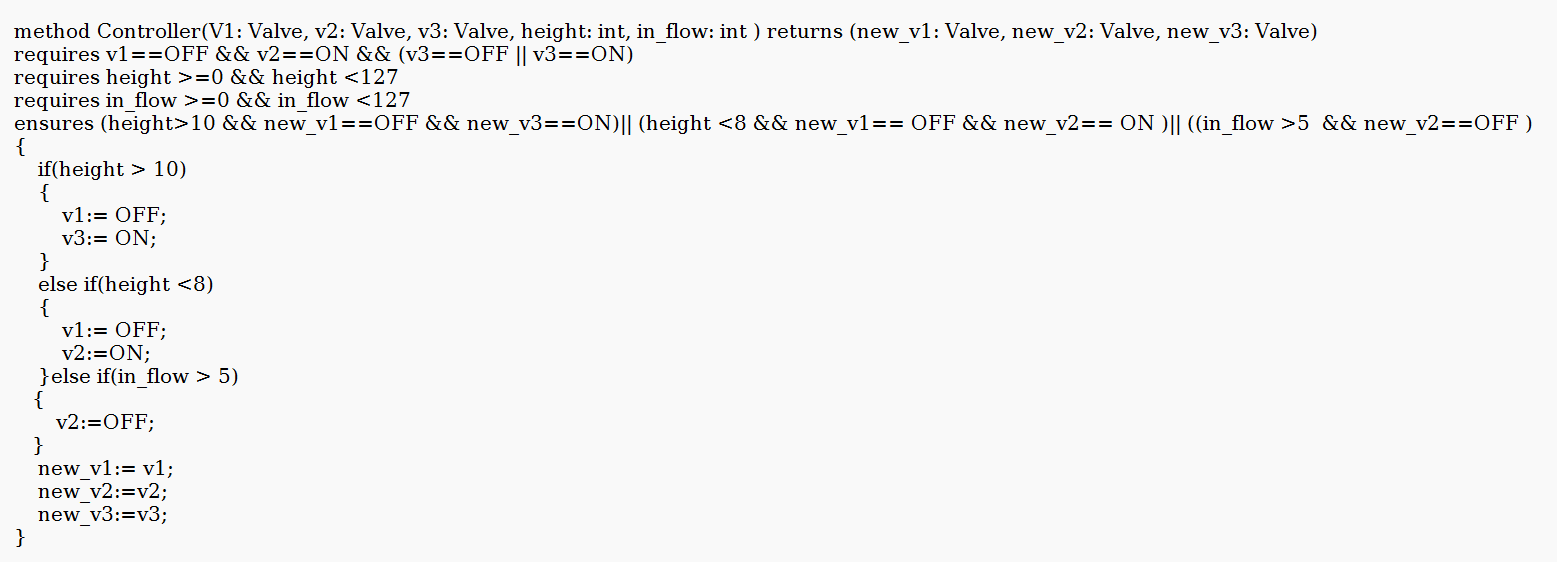 method Controller(V1: Valve, v2: Valve, v3: Valve, height: int, in_flow: int ) returns (new_v1: Valve, new_v2: Valve, new_v3: Valve)
requires v1==OFF && v2==ON && (v3==OFF || v3==ON)
requires height >=0 && height <127
requires in_flow >=0 && in_flow <127
ensures (height>10 && new_v1==OFF && new_v3==ON)|| (height <8 && new_v1== OFF && new_v2== ON )|| ((in_flow >5  && new_v2==OFF )
{
    if(height > 10)
    {
        v1:= OFF;
        v3:= ON;
    }
    else if(height <8)
    {
        v1:= OFF;
        v2:=ON;
    }else if(in_flow > 5)
   {
       v2:=OFF;
   }
    new_v1:= v1;
    new_v2:=v2;
    new_v3:=v3;
}